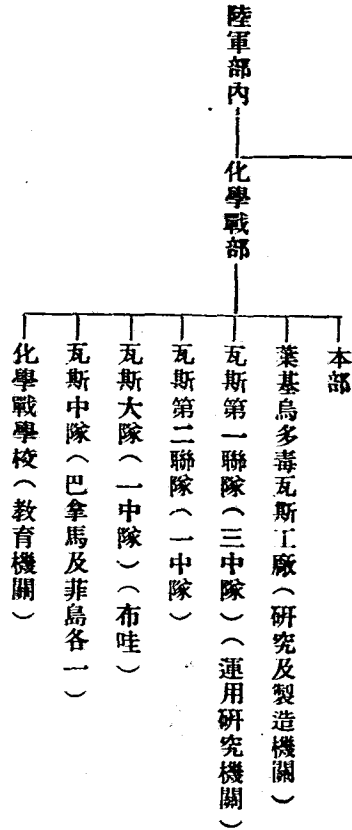 陸軍部內
化學戰部
本部
葉基烏多毒瓦斯工廠（研究及製造機關）
瓦斯第一聯隊（三中隊）（運用研究機關）
瓦斯第二聯隊（一中隊）
瓦斯大隊（一中隊）（布哇）
瓦斯中隊（巴拿馬及菲島各一）
化學戰學校（教育機關）